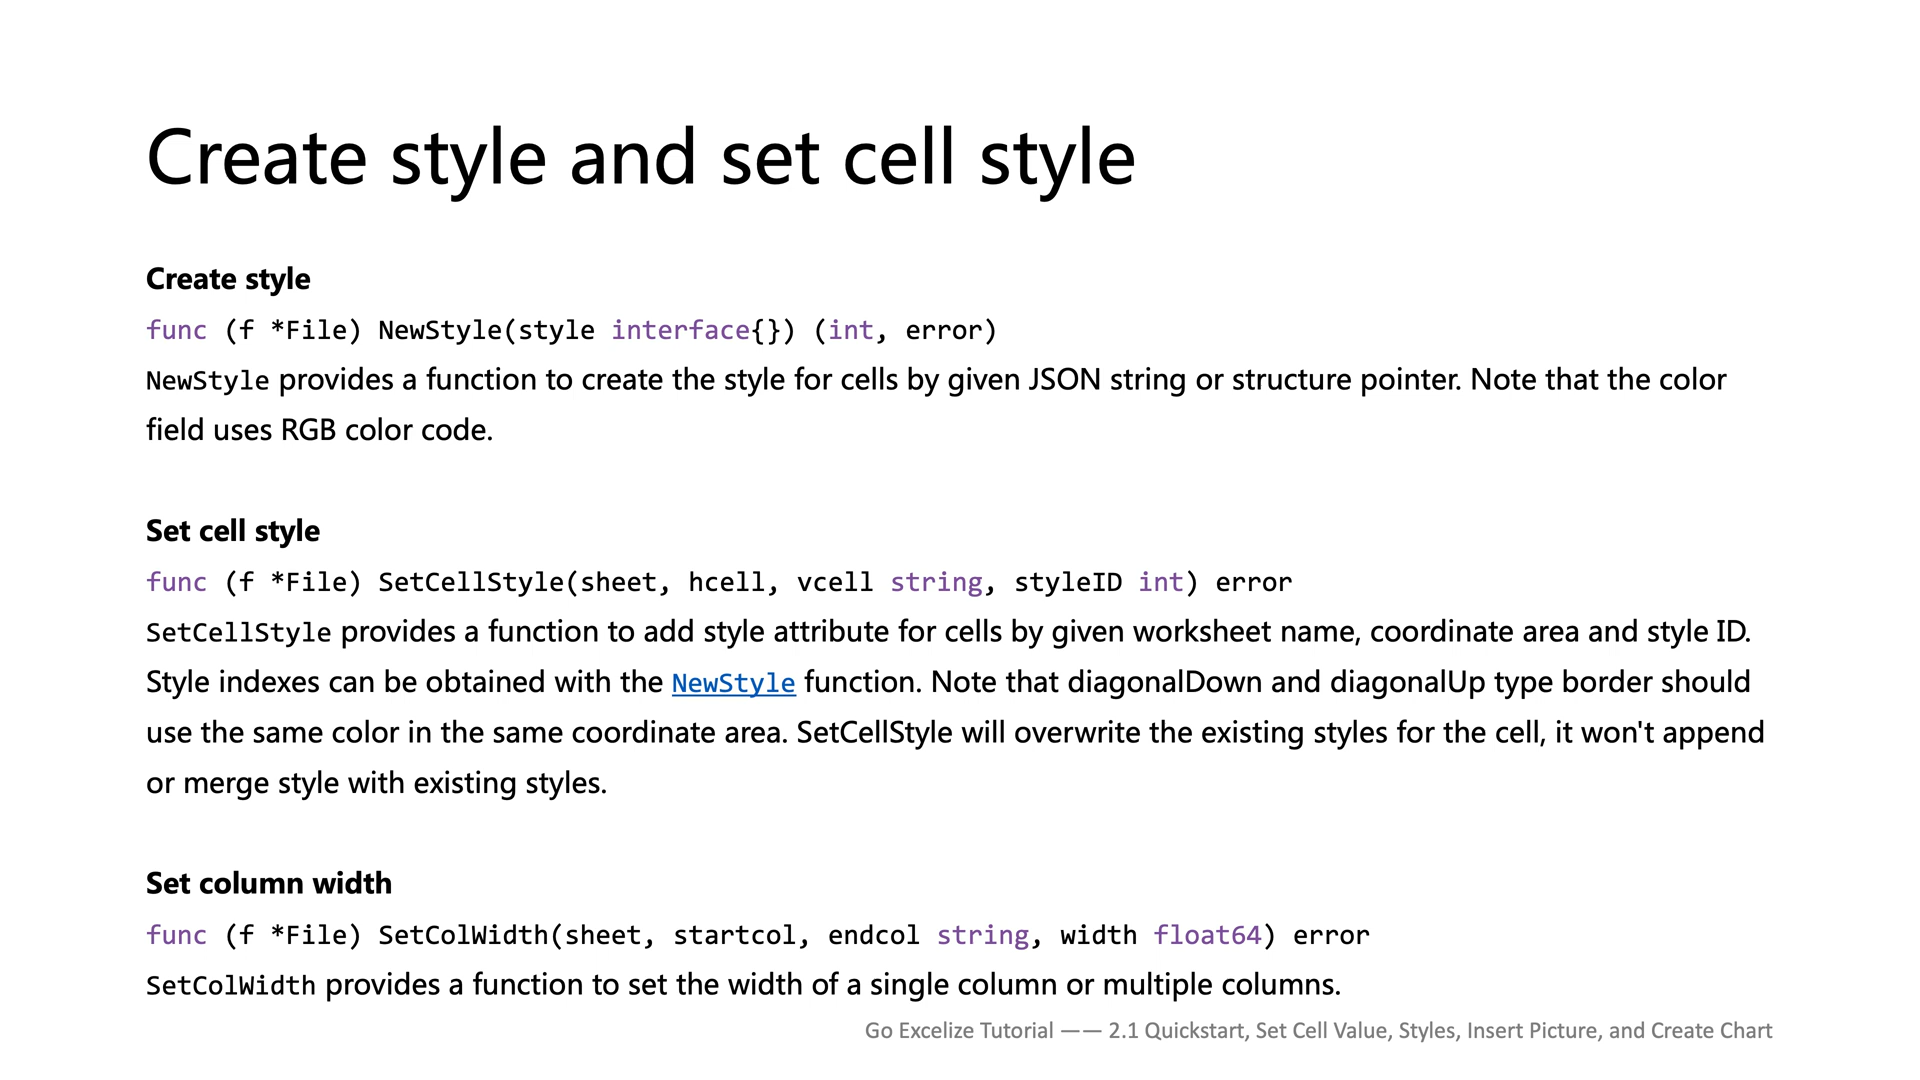 Create style and set cell style
Create style
func (f *File) NewStyle(style interface{}) (int, error)
NewStyle provides a function to create the style for cells by given JSON string or structure pointer. Note that the color
field uses RGB color code.
Set cell style
func (f *File) SetCellStyle(sheet, hcell, vcell string, styleID int) error
SetCellStyle provides a function to add style attribute for cells by given worksheet name, coordinate area and style ID.
Style indexes can be obtained with the NewStyle function. Note that diagonalDown and diagonalUp type border should
use the same color in the same coordinate area. SetCellStyle will overwrite the existing styles for the cell, it won't append
or merge style with existing styles.
Set column width
func (f *File) SetColWidth(sheet, startcol, endcol string, width float64) error
SetColWidth provides a function to set the width of a single column or multiple columns.
Go Excelize Tutorial —— 2.1 Quickstart, Set Cell Value, Styles, Insert Picture, and Create Chart